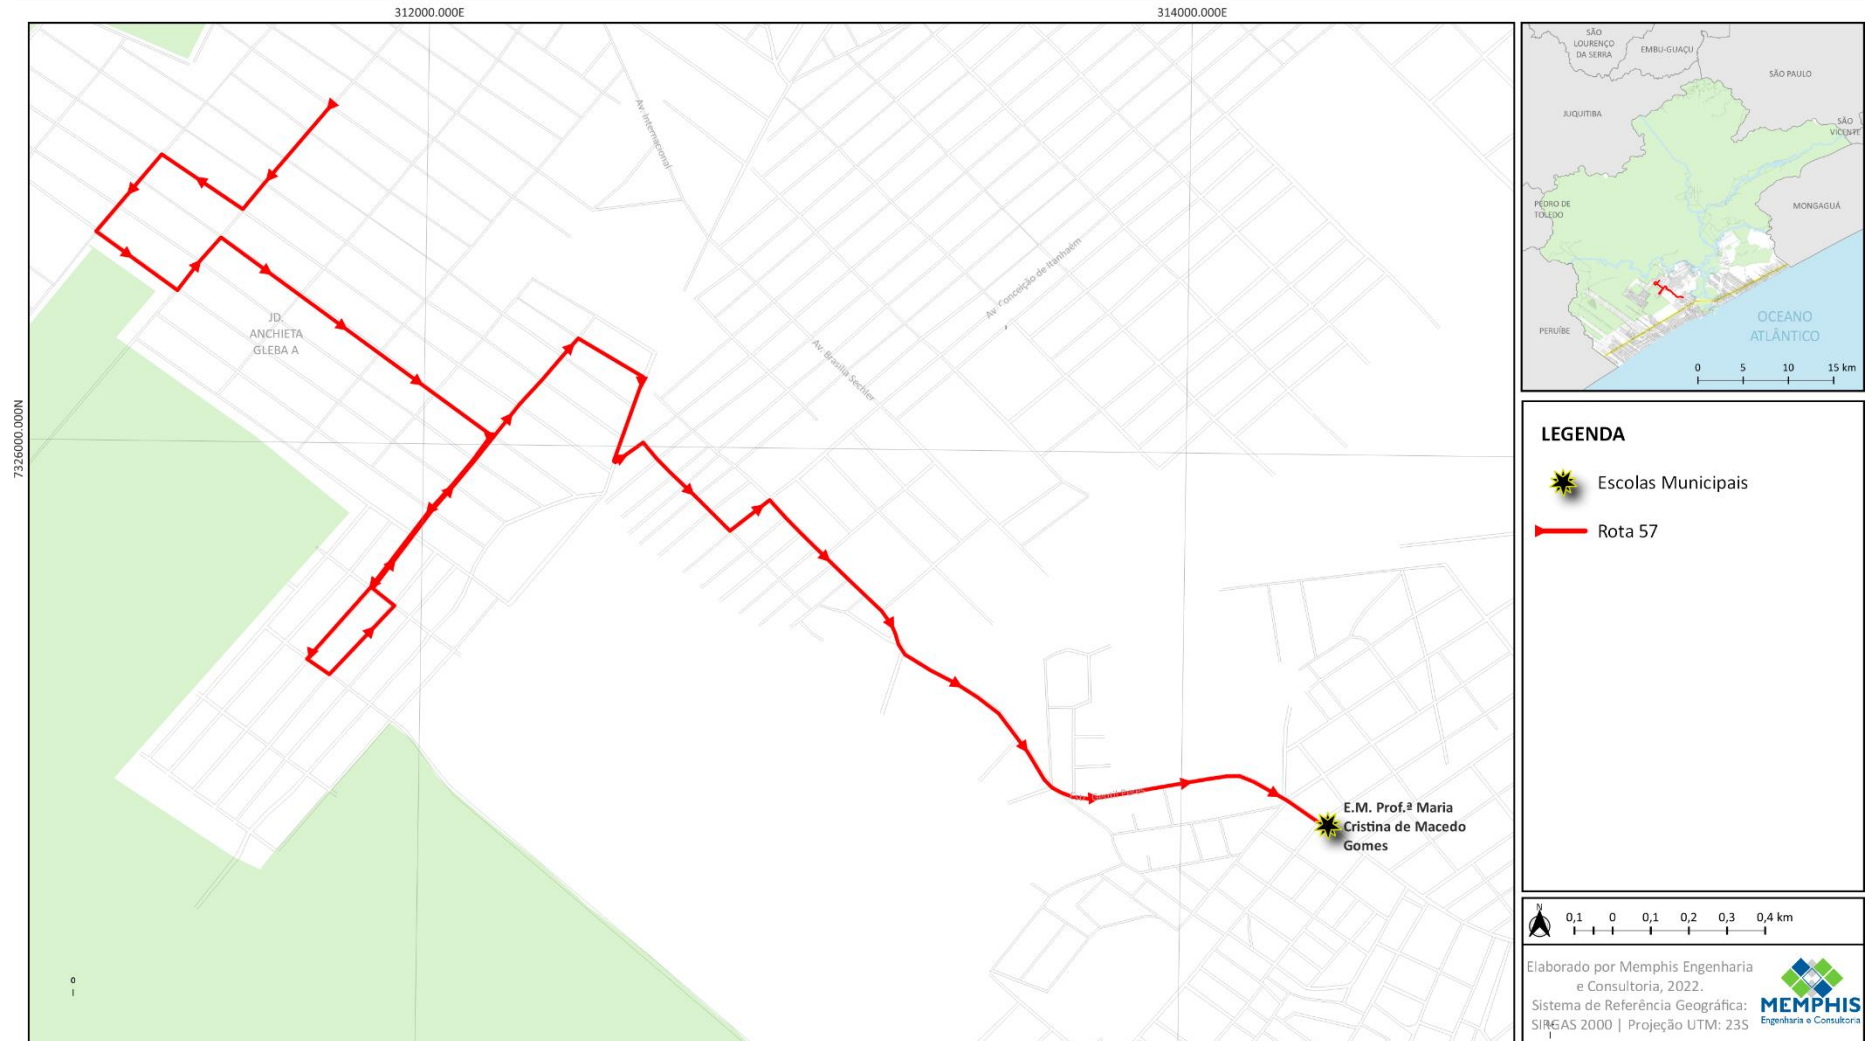 312000.000E
314000.000E
7326000.000N
Av. Internacional
Av. Conceição de Itanhaém
Av. Brasília Sechler
JD.
ANCHIETA
GLEBA A
E.M. Prof.ª Maria
Cristina de Macedo
Gomes
0
SÃO
LOURENÇO
DA SERRA
EMBU-GUAÇU
SÃO PAULO
JUQUITIBA
SÃO
VICENTE
PEDRO DE
TOLEDO
MONGAGUÁ
PERUÍBE
OCEANO
ATLÂNTICO
0 5 10 15 km
LEGENDA
Escolas Municipais
Rota 57
N
0,1 0 0,1 0,2 0,3 0,4 km
Elaborado por Memphis Engenharia
e Consultoria, 2022.
Sistema de Referência Geográfica:
SIRGAS 2000 | Projeção UTM: 23S
MEMPHIS
Engenharia e Consultoria